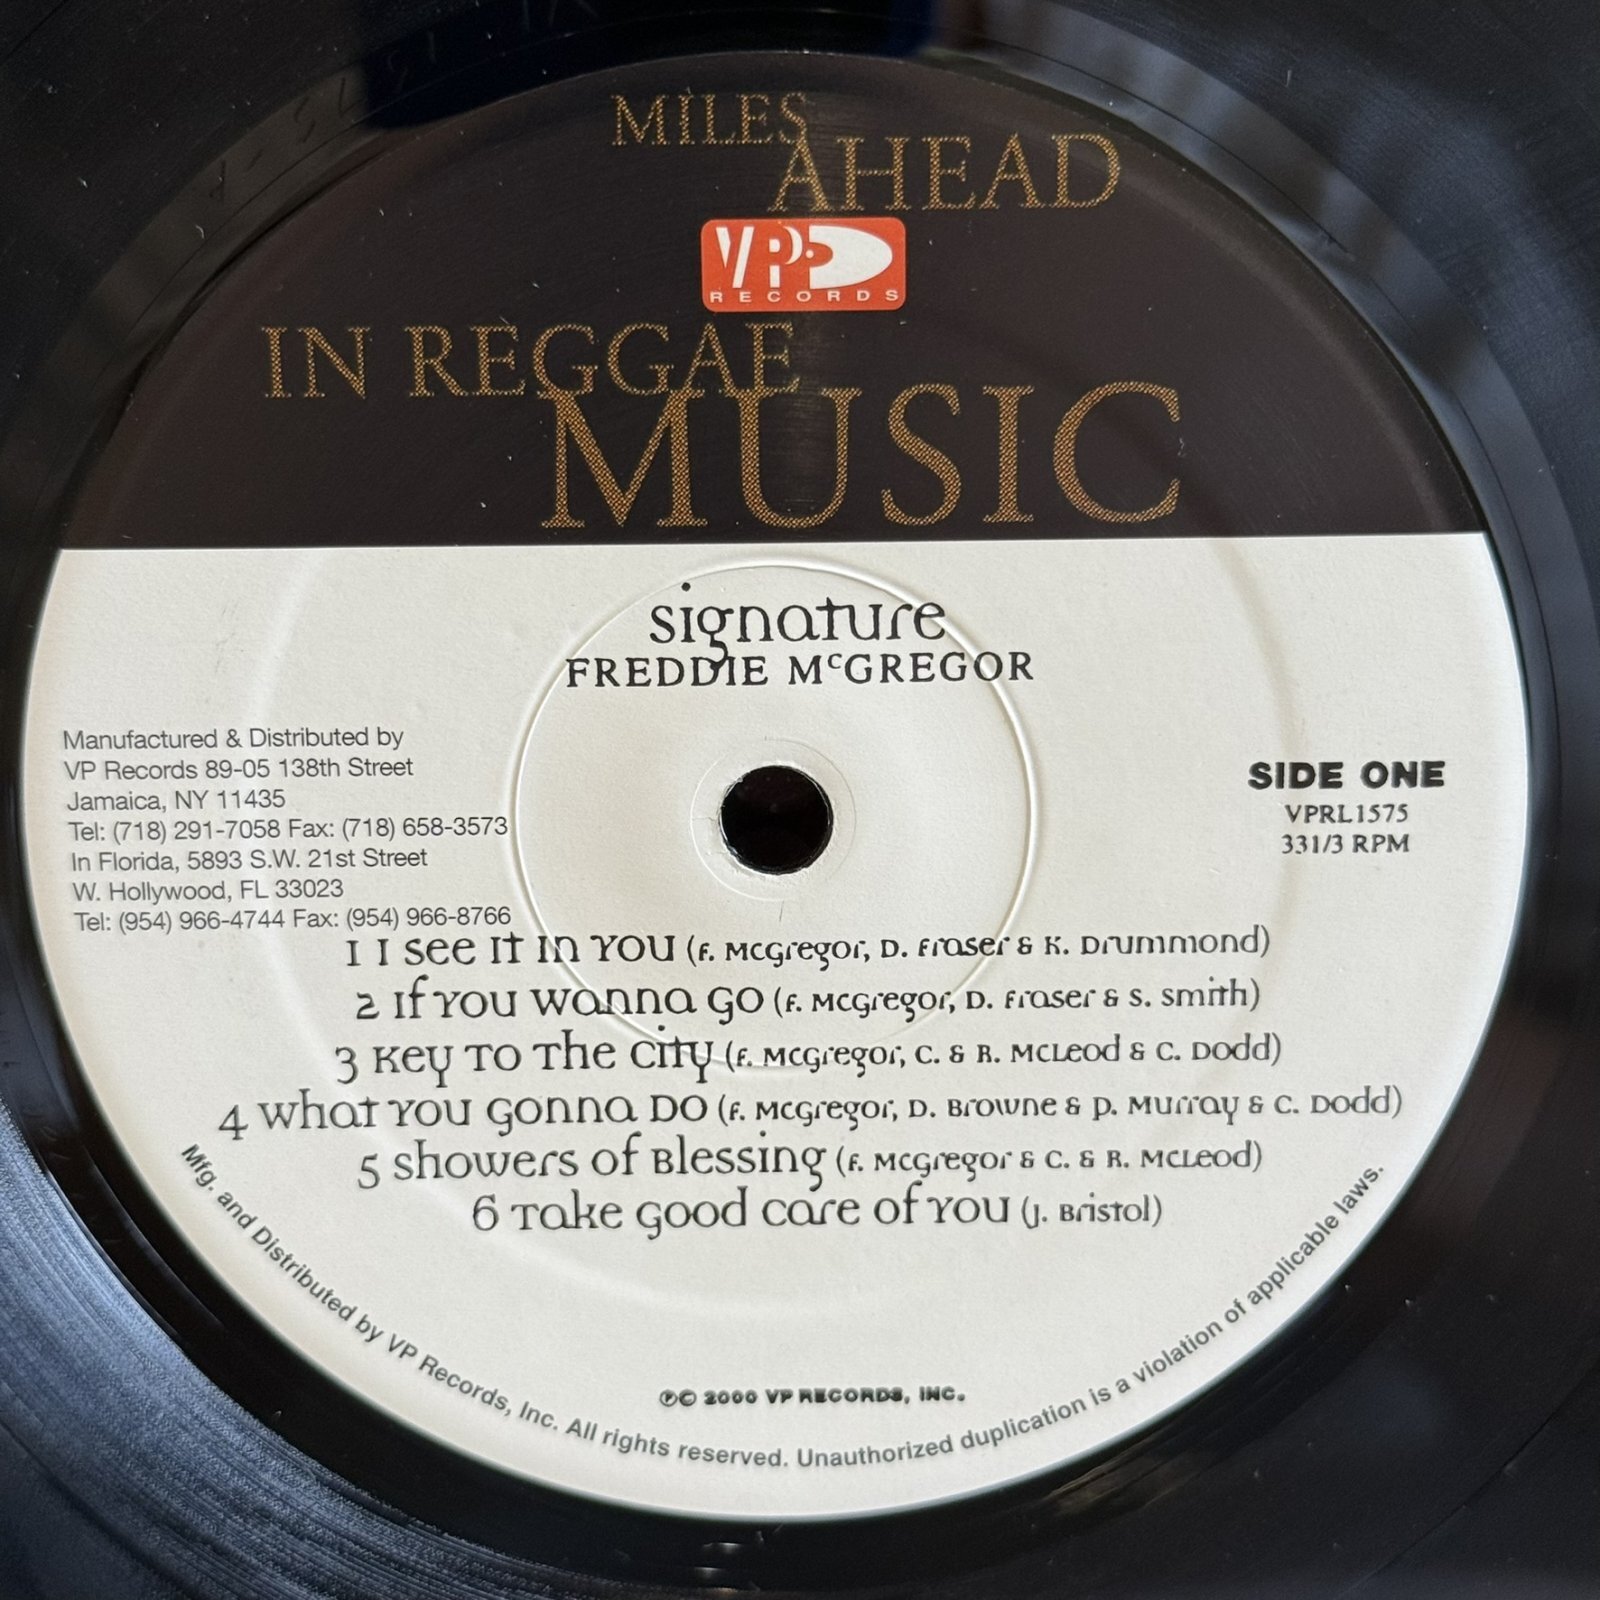 MILES
AHEAD
VP
RECORDS
IN REGGAE
MUSIC
signature
FREDDIE McGREGOR
Manufactured & Distributed by
VP Records 89-05 138th Street
Jamaica, NY 11435
Tel: (718) 291-7058 Fax: (718) 658-3573
In Florida, 5893 S.W. 21st Street
W. Hollywood, FL 33023
Tel: (954) 966-4744 Fax: (954) 966-8766
SIDE ONE
VPRL1575
331/3 RPM
1 I see it in you (F. McGregor, D. Fraser & K. Drummond)
2 If you wanna go (F. McGregor, D. Fraser & S. Smith)
3 Key to the city (F. McGregor, C. & R. McLeod & C. Dodd)
4 What you gonna do (F. McGregor, D. Browne & P. Murray & C. Dodd)
5 Showers of blessing (F. McGregor & C. & R. McLeod)
6 Take good care of you (J. Bristol)
℗© 2000 VP RECORDS, INC.
Mfg. and Distributed by VP Records, Inc. All rights reserved. Unauthorized duplication is a violation of applicable laws.